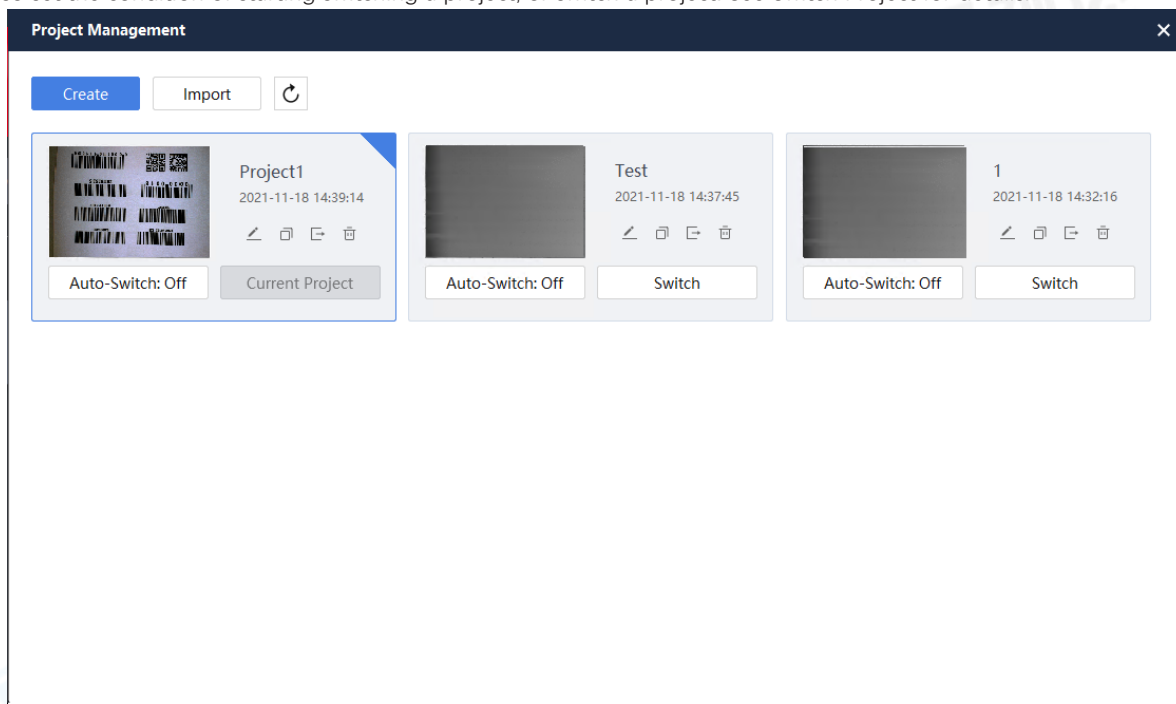 Project Management
Create
Import
Project1
2021-11-18 14:39:14
Auto-Switch: Off
Current Project
Test
2021-11-18 14:37:45
Auto-Switch: Off
Switch
1
2021-11-18 14:32:16
Auto-Switch: Off
Switch